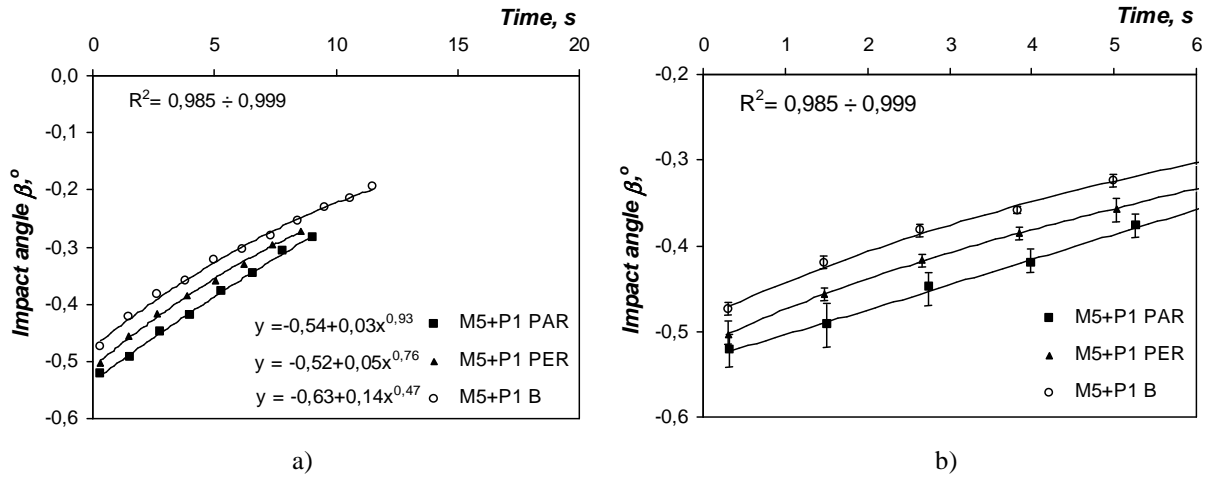 Time, s
0 5 10 15 20
0,0
-0,1
-0,2
-0,3
-0,4
-0,5
-0,6
Impact angle β,º
R²= 0,985 ÷ 0,999
y =-0,54+0,03x^0,93 M5+P1 PAR
y = -0,52+0,05x^0,76 M5+P1 PER
y = -0,63+0,14x^0,47 M5+P1 B
a)
Time, s
0 1 2 3 4 5 6
-0,2
-0,3
-0,4
-0,5
-0,6
Impact angle β,º
R²= 0,985 ÷ 0,999
M5+P1 PAR
M5+P1 PER
M5+P1 B
b)